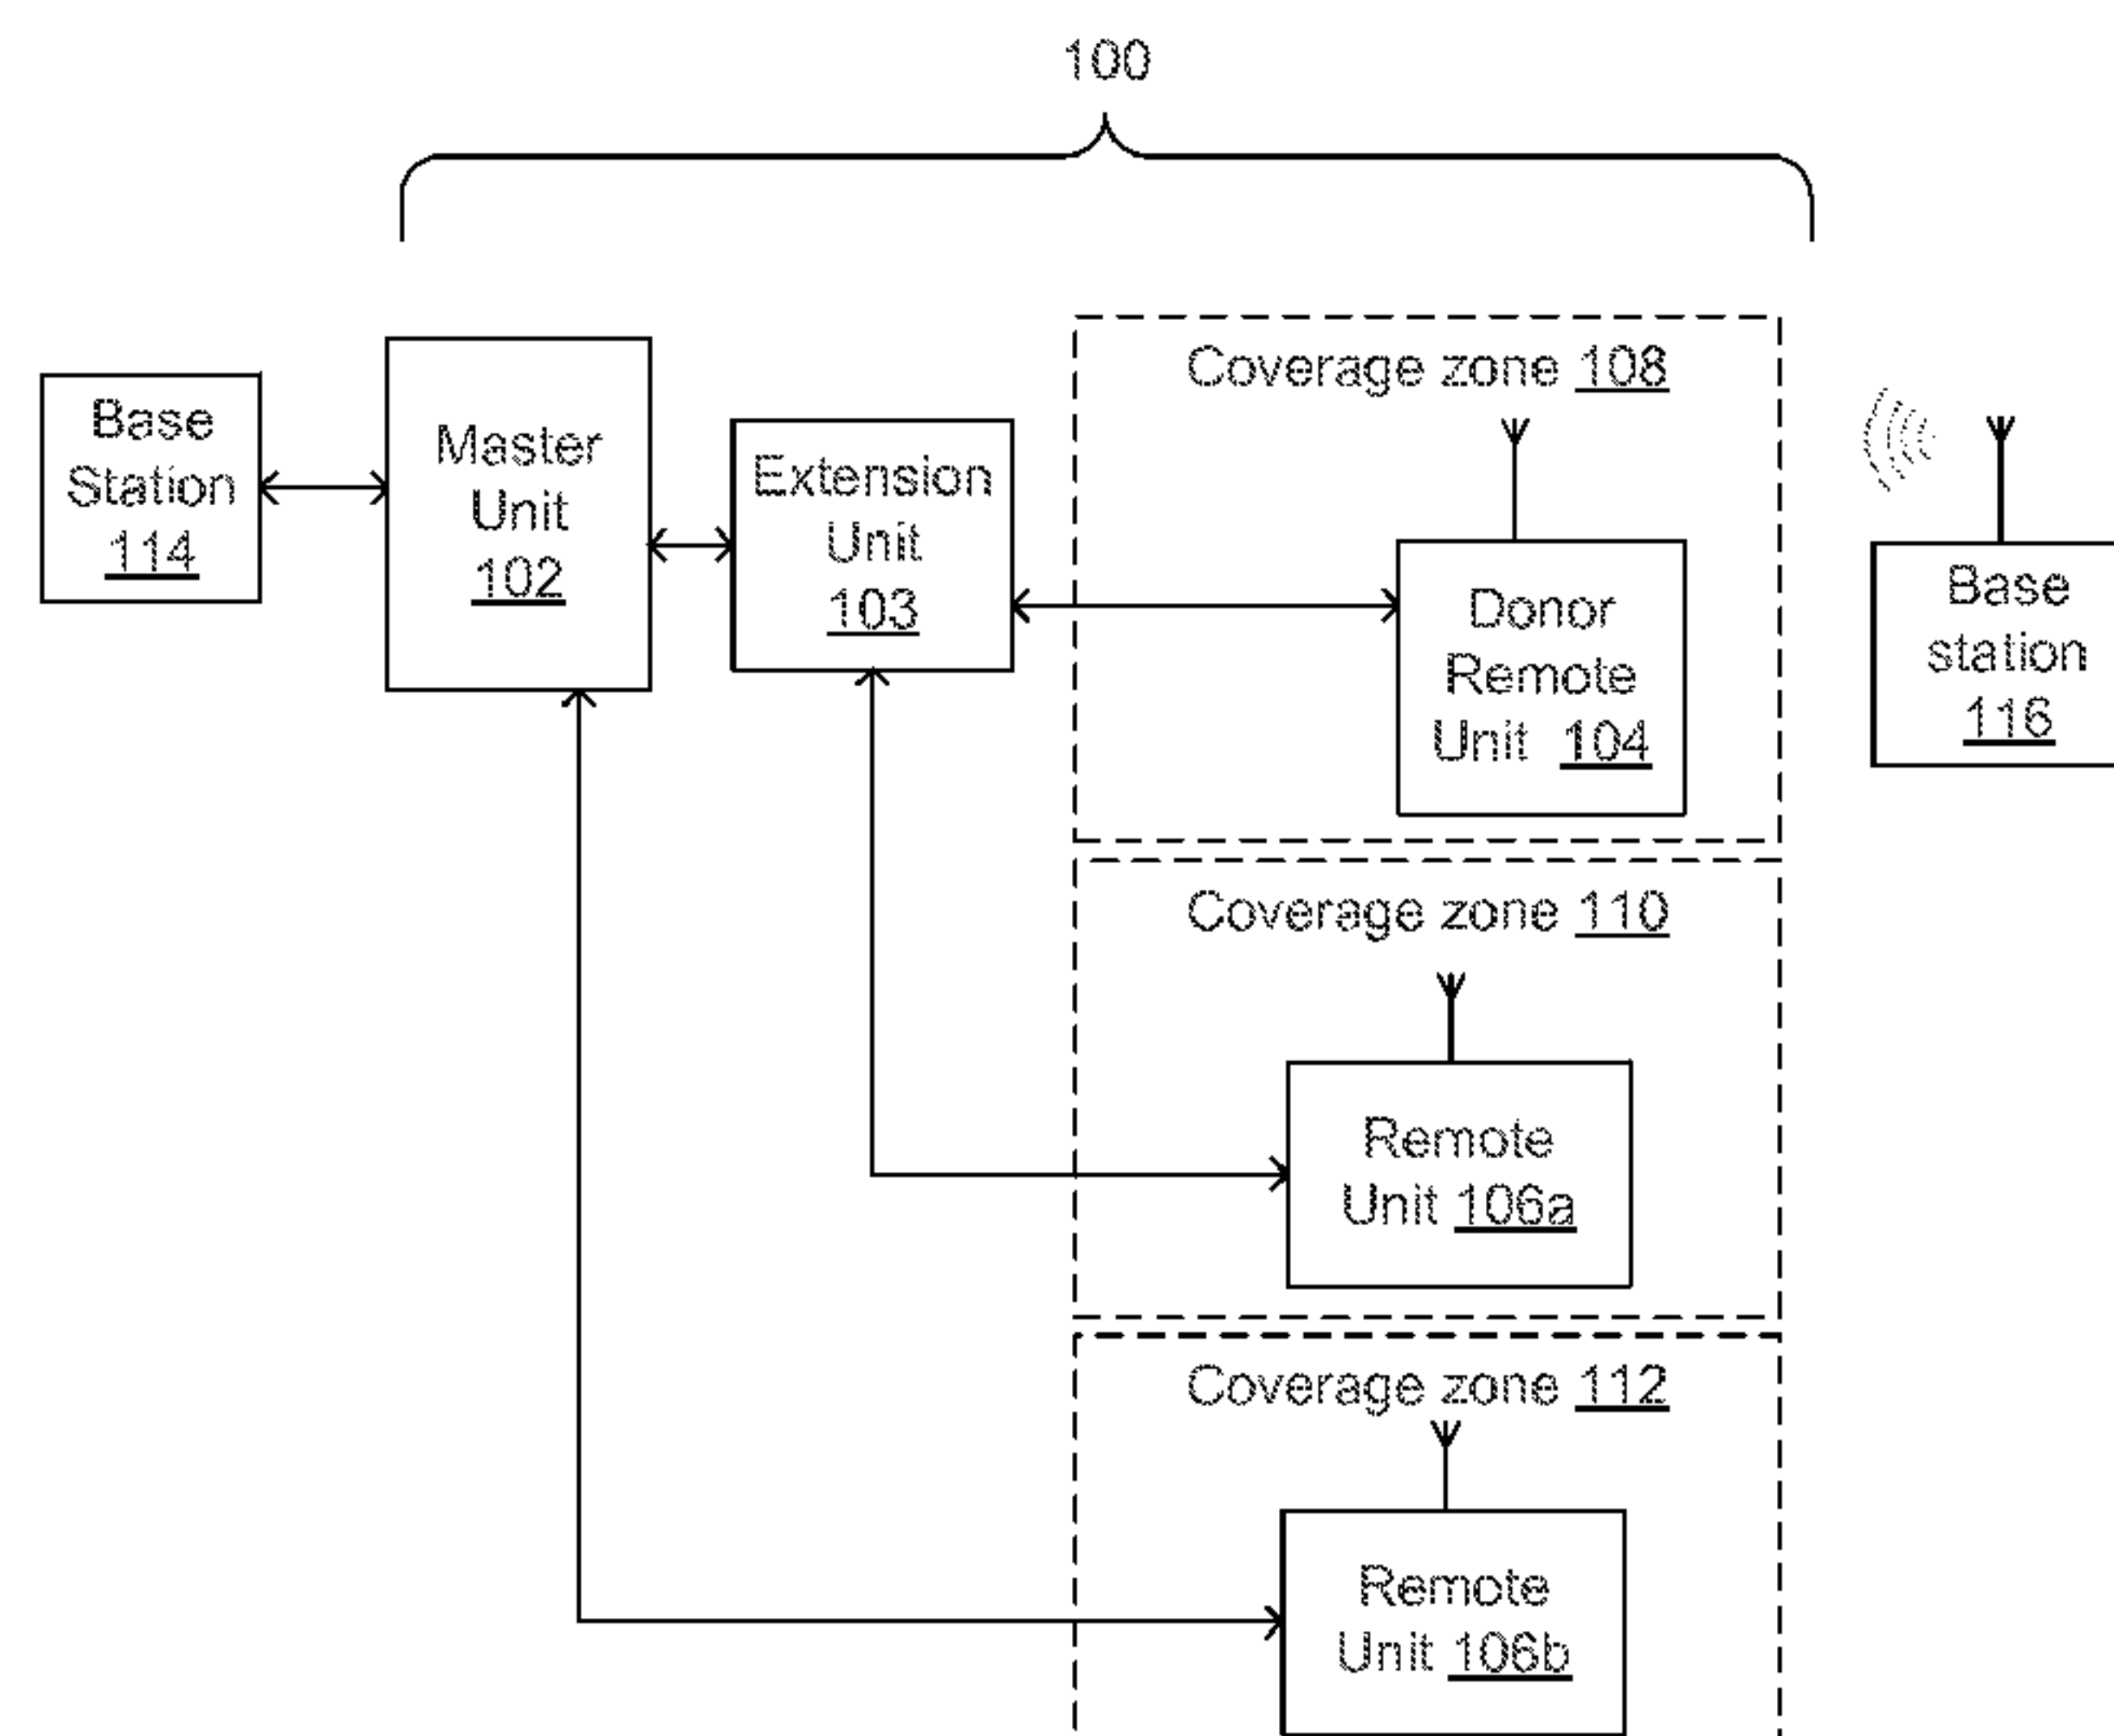 100
Base
Station
114
Master
Unit
102
Extension
Unit
103
Coverage zone 108
Donor
Remote
Unit 104
Base
station
116
Coverage zone 110
Remote
Unit 106a
Coverage zone 112
Remote
Unit 106b